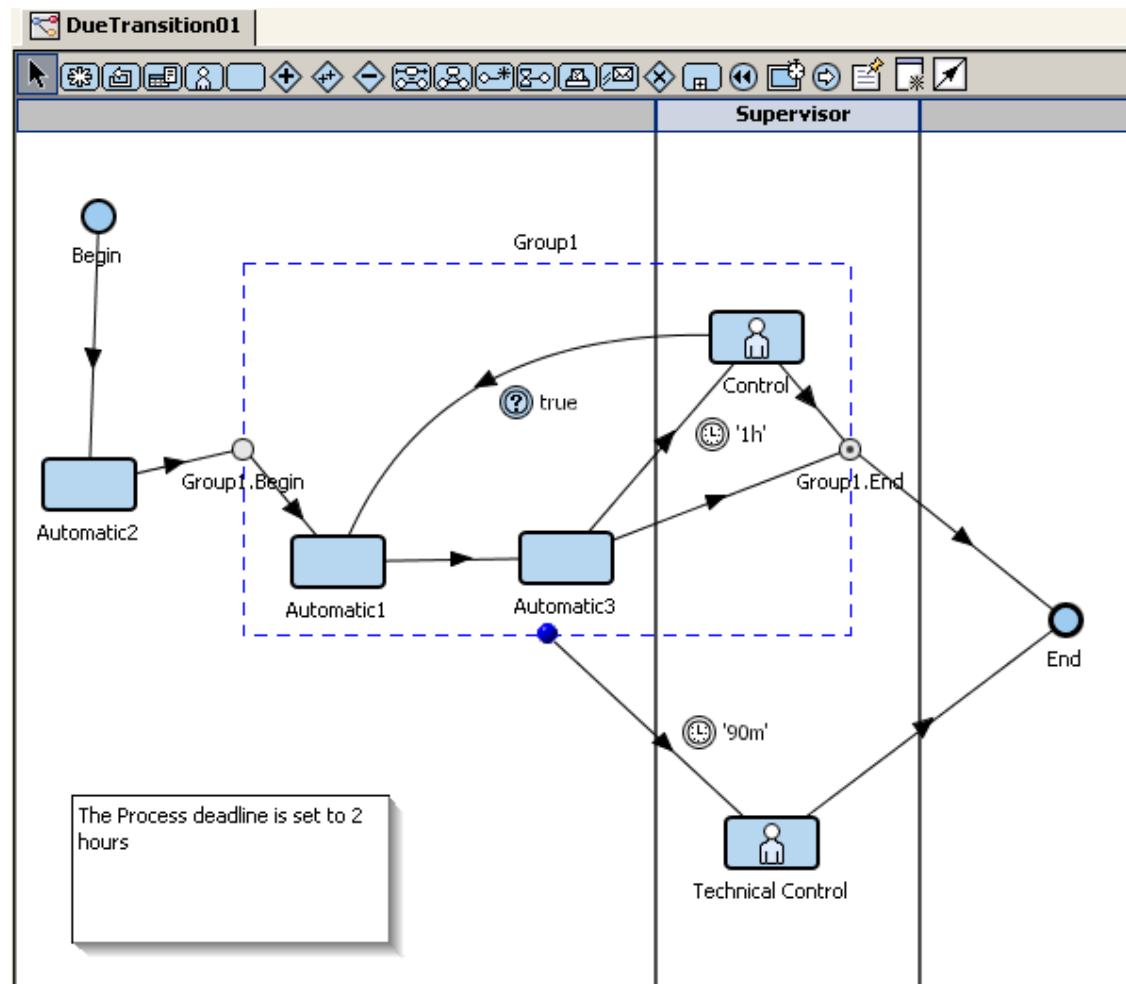 DueTransition01
Supervisor
Begin
Group1
Control
? true
'1h'
Group1.Begin
Group1.End
Automatic2
Automatic1
Automatic3
End
'90m'
The Process deadline is set to 2
hours
Technical Control